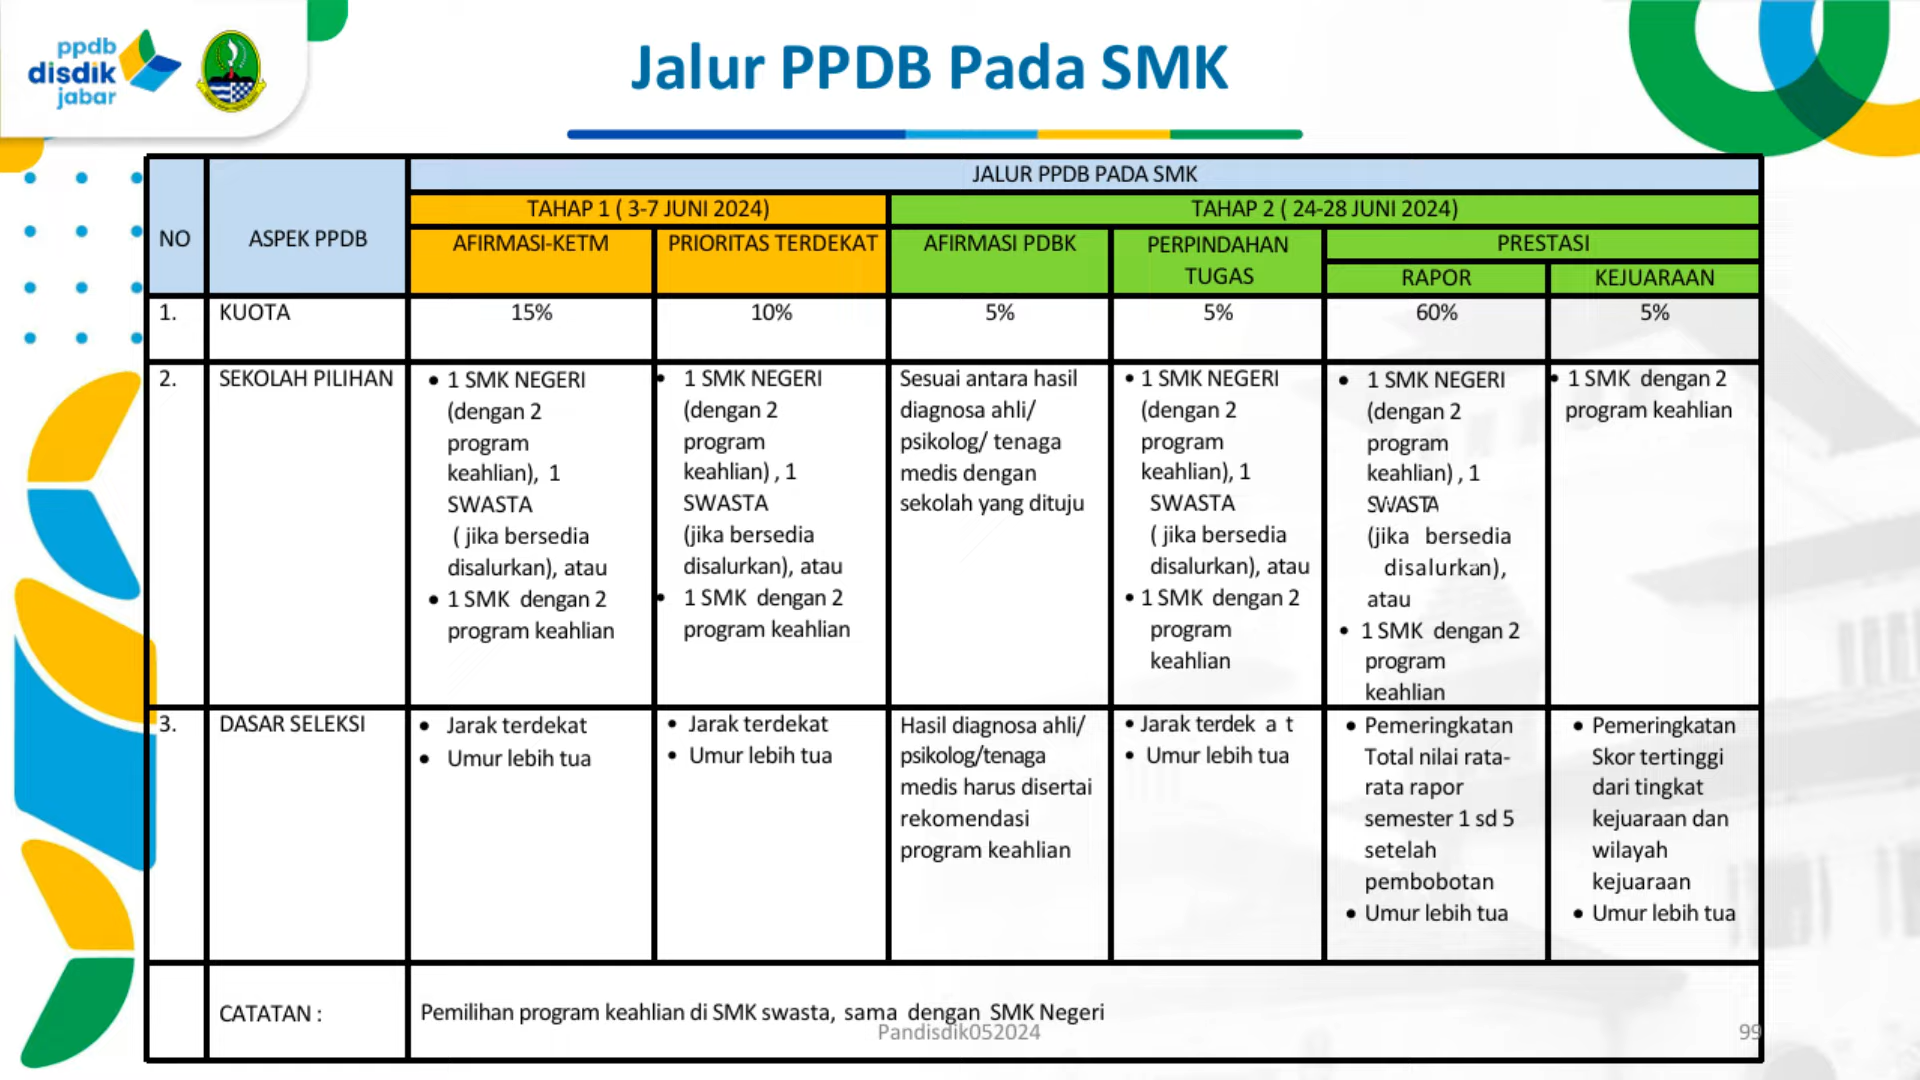 ppdb
disdik
jabar
Jalur PPDB Pada SMK
NO
ASPEK PPDB
JALUR PPDB PADA SMK
TAHAP 1 ( 3-7 JUNI 2024)
TAHAP 2 ( 24-28 JUNI 2024)
AFIRMASI-KETM
PRIORITAS TERDEKAT
AFIRMASI PDBK
PERPINDAHAN
TUGAS
PRESTASI
RAPOR
KEJUARAAN
1.
KUOTA
15%
10%
5%
5%
60%
5%
2.
SEKOLAH PILIHAN
• 1 SMK NEGERI
(dengan 2
program
keahlian), 1
SWASTA
( jika bersedia
disalurkan), atau
• 1 SMK dengan 2
program keahlian
• 1 SMK NEGERI
(dengan 2
program
keahlian) , 1
SWASTA
(jika bersedia
disalurkan), atau
• 1 SMK dengan 2
program keahlian
Sesuai antara hasil
diagnosa ahli/
psikolog/ tenaga
medis dengan
sekolah yang dituju
• 1 SMK NEGERI
(dengan 2
program
keahlian), 1
SWASTA
( jika bersedia
disalurkan), atau
• 1 SMK dengan 2
program
keahlian
• 1 SMK NEGERI
(dengan 2
program
keahlian) , 1
SWASTA
(jika bersedia
disalurkan),
atau
• 1 SMK dengan 2
program
keahlian
• 1 SMK dengan 2
program keahlian
3.
DASAR SELEKSI
• Jarak terdekat
• Umur lebih tua
• Jarak terdekat
• Umur lebih tua
Hasil diagnosa ahli/
psikolog/tenaga
medis harus disertai
rekomendasi
program keahlian
• Jarak terdek a t
• Umur lebih tua
• Pemeringkatan
Total nilai rata-
rata rapor
semester 1 sd 5
setelah
pembobotan
• Umur lebih tua
• Pemeringkatan
Skor tertinggi
dari tingkat
kejuaraan dan
wilayah
kejuaraan
• Umur lebih tua
CATATAN :
Pemilihan program keahlian di SMK swasta, sama dengan SMK Negeri
Pandisdik052024
99